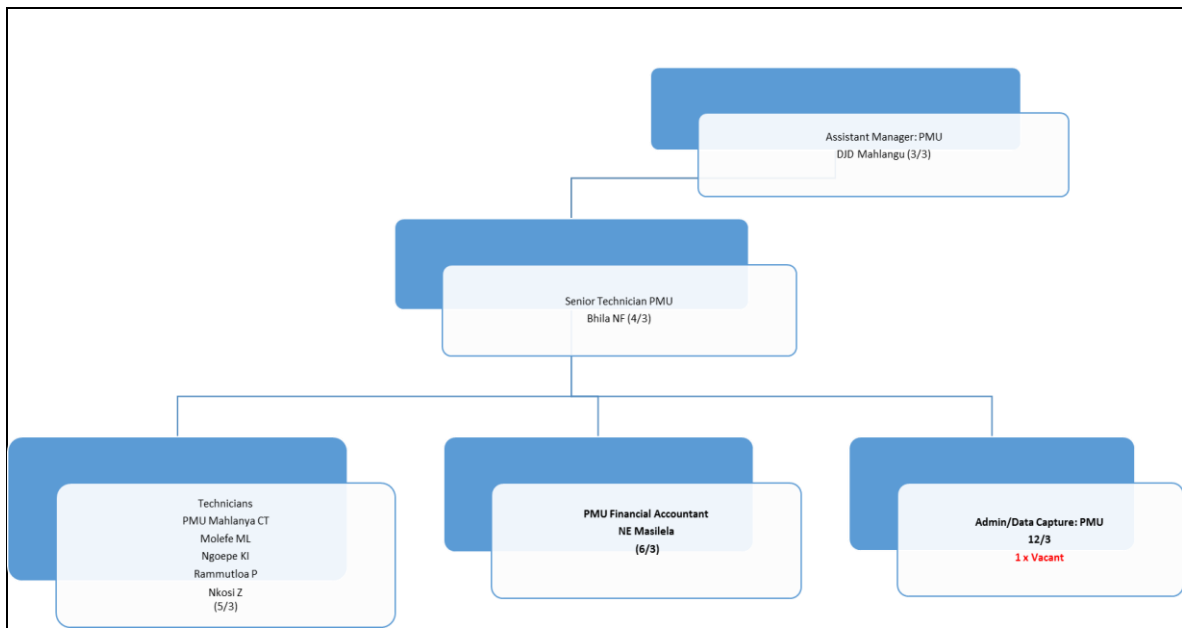 Assistant Manager: PMU
DJD Mahlangu (3/3)
Senior Technician PMU
Bhila NF (4/3)
Technicians
PMU Mahlanya CT
Molefe ML
Ngoepe KI
Rammutloa P
Nkosi Z
(5/3)
PMU Financial Accountant
NE Masilela
(6/3)
Admin/Data Capture: PMU
12/3
1 x Vacant